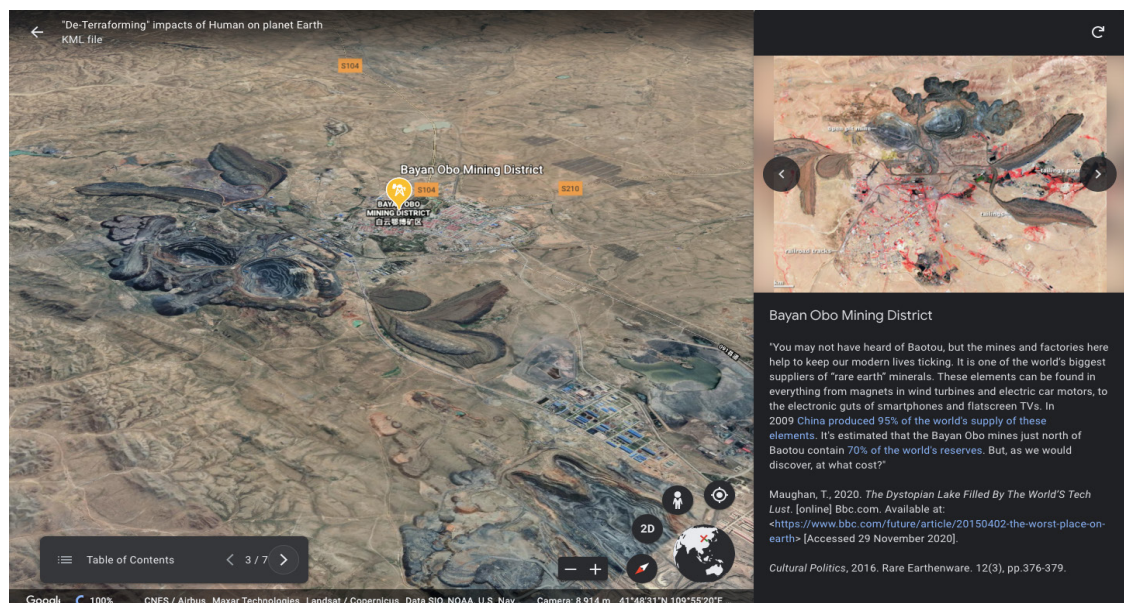 "De-Terraforming" impacts of Human on planet Earth
KML file
S104
Bayan Obo Mining District
S104
S210
BAYAN OBO
MINING DISTRICT
白云鄂博矿区
2D
Table of Contents
3 / 7
Google
100%
CNES / Airbus, Maxar Technologies, Landsat / Copernicus, Data SIO, NOAA, U.S. Nav
Camera: 8,914 m
41°48'31"N 109°55'20"E
open pit mine
tailings pond
tailings
railroad tracks
Bayan Obo Mining District
"You may not have heard of Baotou, but the mines and factories here
help to keep our modern lives ticking. It is one of the world's biggest
suppliers of “rare earth” minerals. These elements can be found in
everything from magnets in wind turbines and electric car motors, to
the electronic guts of smartphones and flatscreen TVs. In
2009 China produced 95% of the world's supply of these
elements. It's estimated that the Bayan Obo mines just north of
Baotou contain 70% of the world's reserves. But, as we would
discover, at what cost?"
Maughan, T., 2020. The Dystopian Lake Filled By The World'S Tech
Lust. [online] Bbc.com. Available at:
<https://www.bbc.com/future/article/20150402-the-worst-place-on-
earth> [Accessed 29 November 2020].
Cultural Politics, 2016. Rare Earthenware. 12(3), pp.376-379.